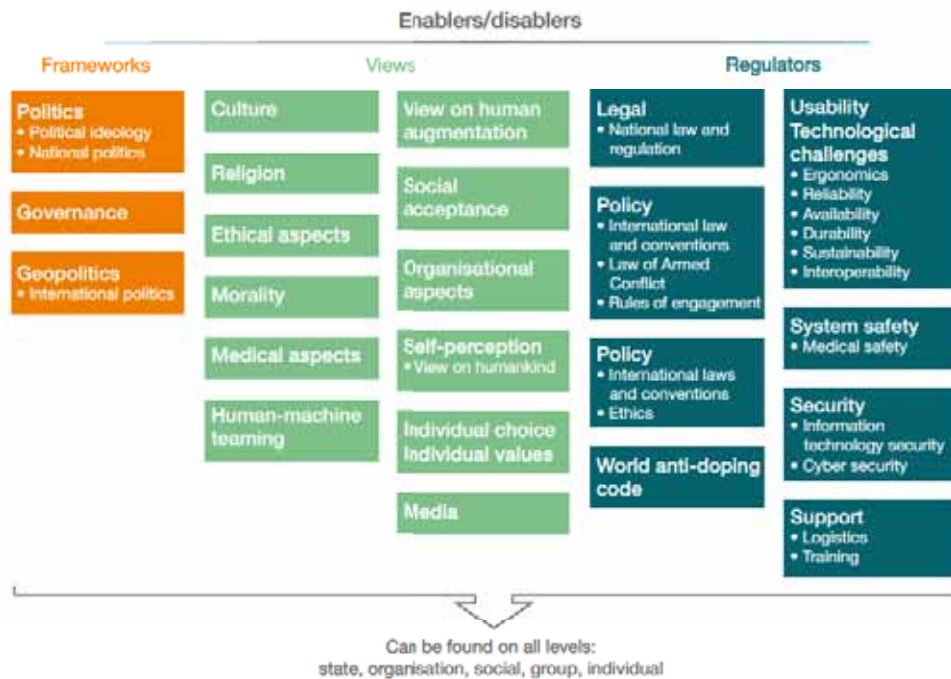 Enablers/disablers
Frameworks
Views
Regulators
Politics
• Political ideology
• National politics
Governance
Geopolitics
• International politics
Culture
Religion
Ethical aspects
Morality
Medical aspects
Human-machine
teaming
View on human
augmentation
Social
acceptance
Organisational
aspects
Self-perception
• View on humankind
Individual choice
Individual values
Media
Legal
• National law and
regulation
Policy
• International law
and conventions
• Law of Armed
Conflict
• Rules of engagement
Policy
• International laws
and conventions
• Ethics
World anti-doping
code
Usability
Technological
challenges
• Ergonomics
• Reliability
• Availability
• Durability
• Sustainability
• Interoperability
System safety
• Medical safety
Security
• Information
technology security
• Cyber security
Support
• Logistics
• Training
Can be found on all levels:
state, organisation, social, group, individual